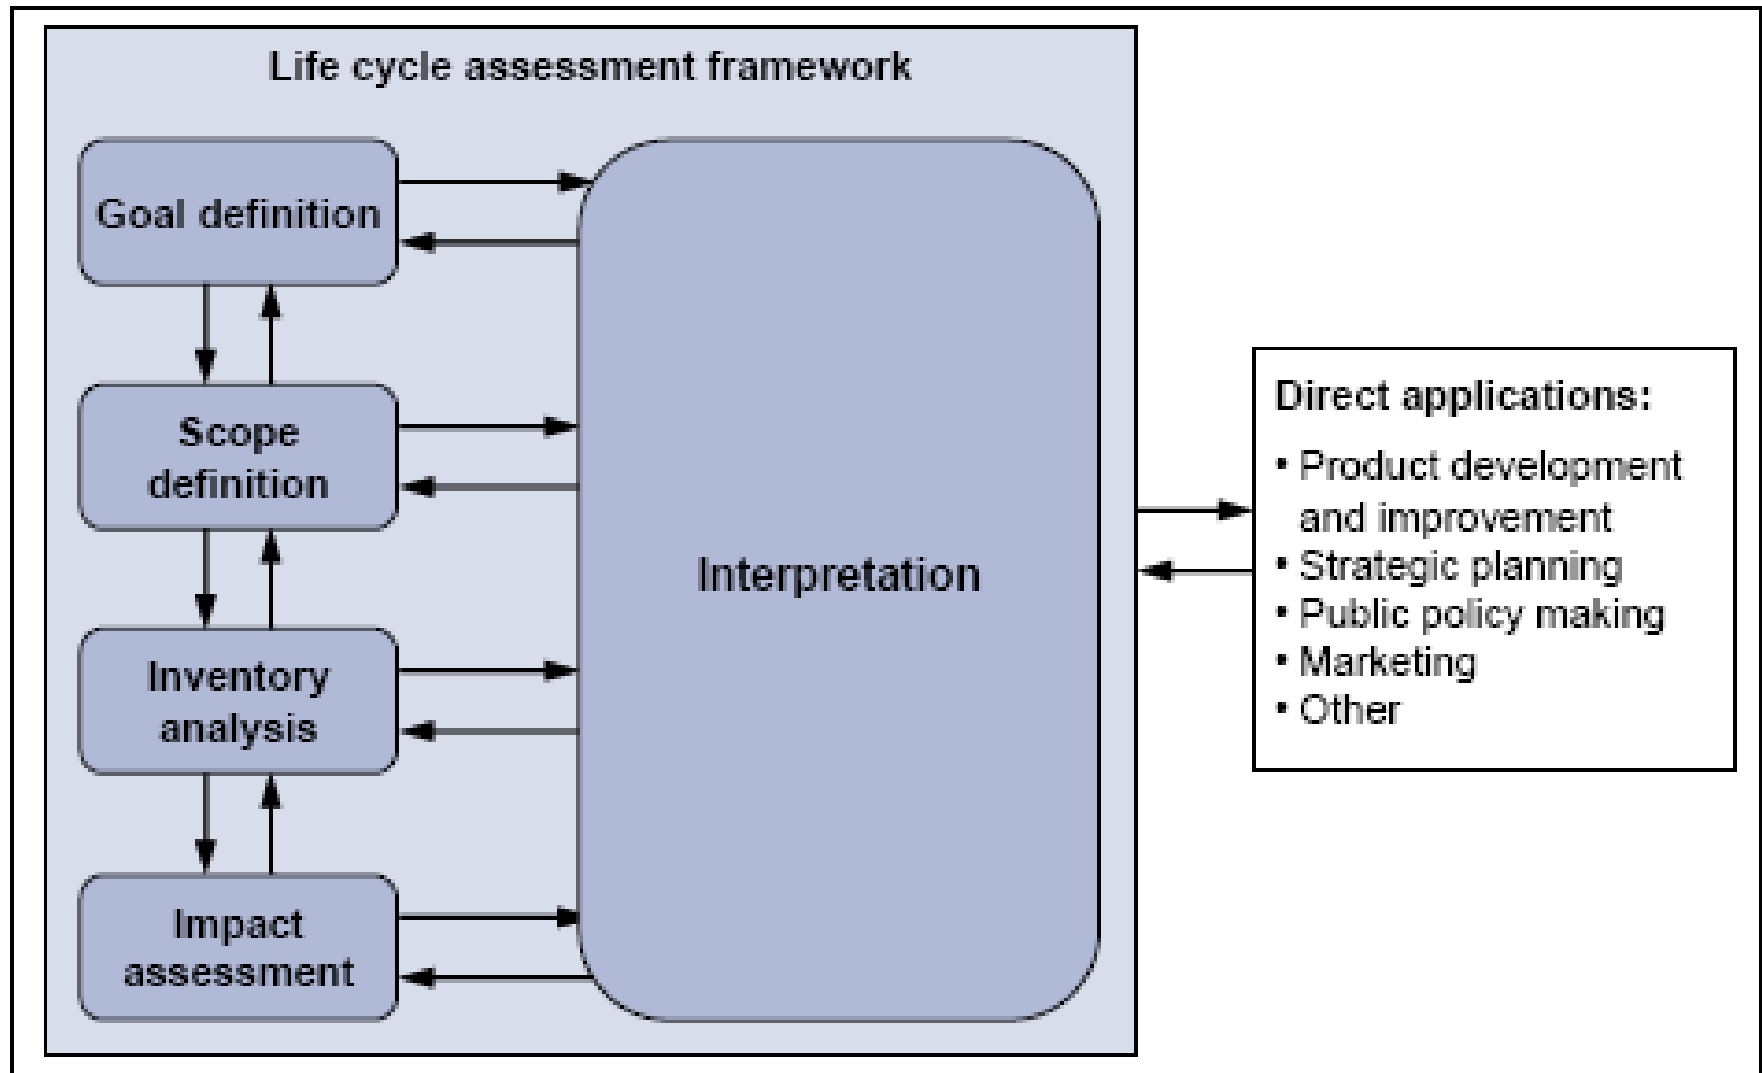 Life cycle assessment framework
Goal definition
Scope
definition
Inventory
analysis
Impact
assessment
Interpretation
Direct applications:
• Product development
and improvement
• Strategic planning
• Public policy making
• Marketing
• Other